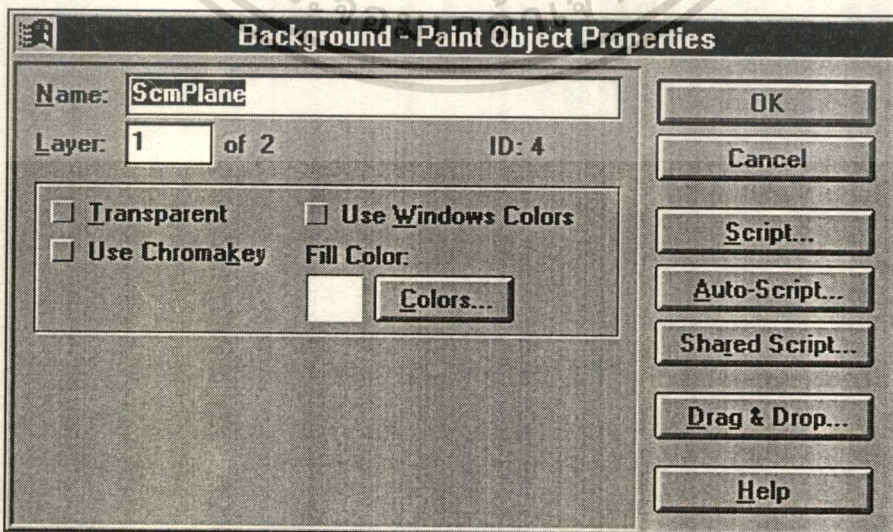 Background - Paint Object Properties
Name: ScmPlane
Layer: 1 of 2 ID: 4
Transparent
Use Windows Colors
Use Chromakey
Fill Color:
Colors...
OK
Cancel
Script...
Auto-Script...
Shared Script...
Drag & Drop...
Help